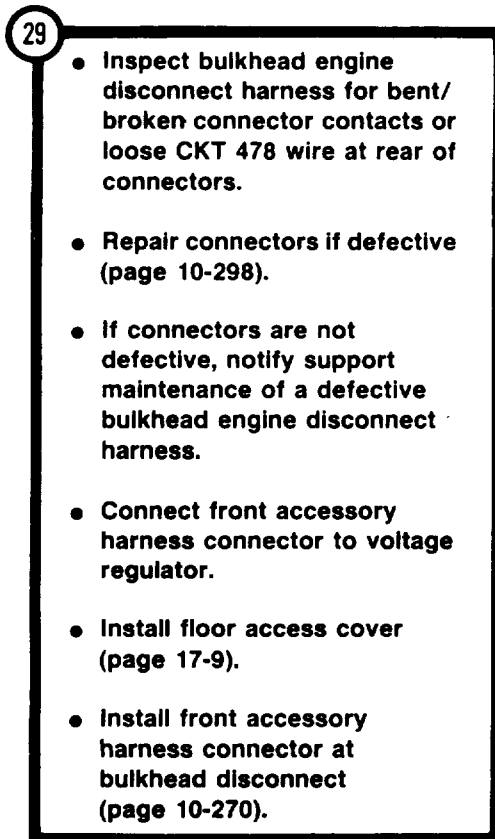 29
● Inspect bulkhead engine
disconnect harness for bent/
broken connector contacts or
loose CKT 478 wire at rear of
connectors.
● Repair connectors if defective
(page 10-298).
● If connectors are not
defective, notify support
maintenance of a defective
bulkhead engine disconnect
harness.
● Connect front accessory
harness connector to voltage
regulator.
● Install floor access cover
(page 17-9).
● Install front accessory
harness connector at
bulkhead disconnect
(page 10-270).